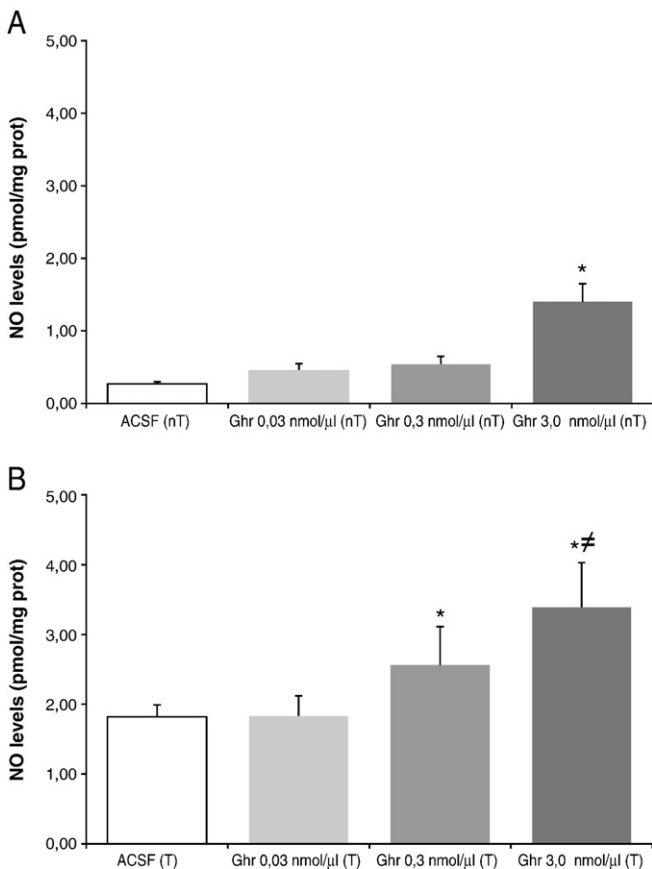 A
NO levels (pmol/mg prot)
5,00
4,00
3,00
2,00
1,00
0,00
*
ACSF (nT)
Ghr 0,03 nmol/μl (nT)
Ghr 0,3 nmol/μl (nT)
Ghr 3,0 nmol/μl (nT)
B
NO levels (pmol/mg prot)
5,00
4,00
3,00
2,00
1,00
0,00
*
*≠
ACSF (T)
Ghr 0,03 nmol/μl (T)
Ghr 0,3 nmol/μl (T)
Ghr 3,0 nmol/μl (T)